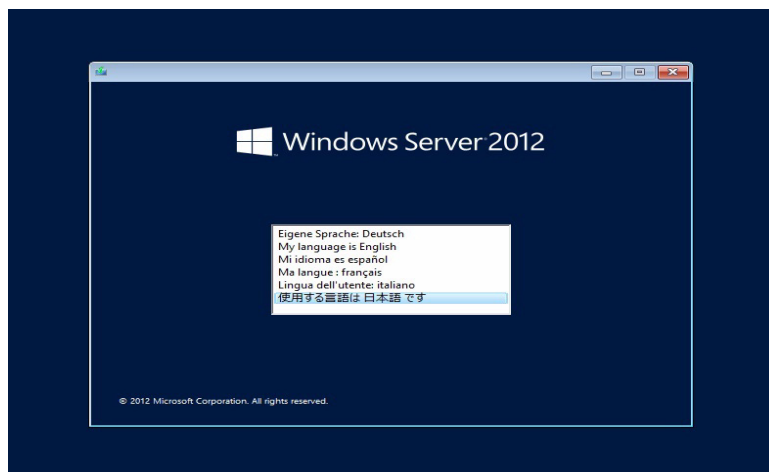 Windows Server 2012
Eigene Sprache: Deutsch
My language is English
Mi idioma es español
Ma langue : français
Lingua dell'utente: italiano
使用する言語は 日本語 です
© 2012 Microsoft Corporation. All rights reserved.